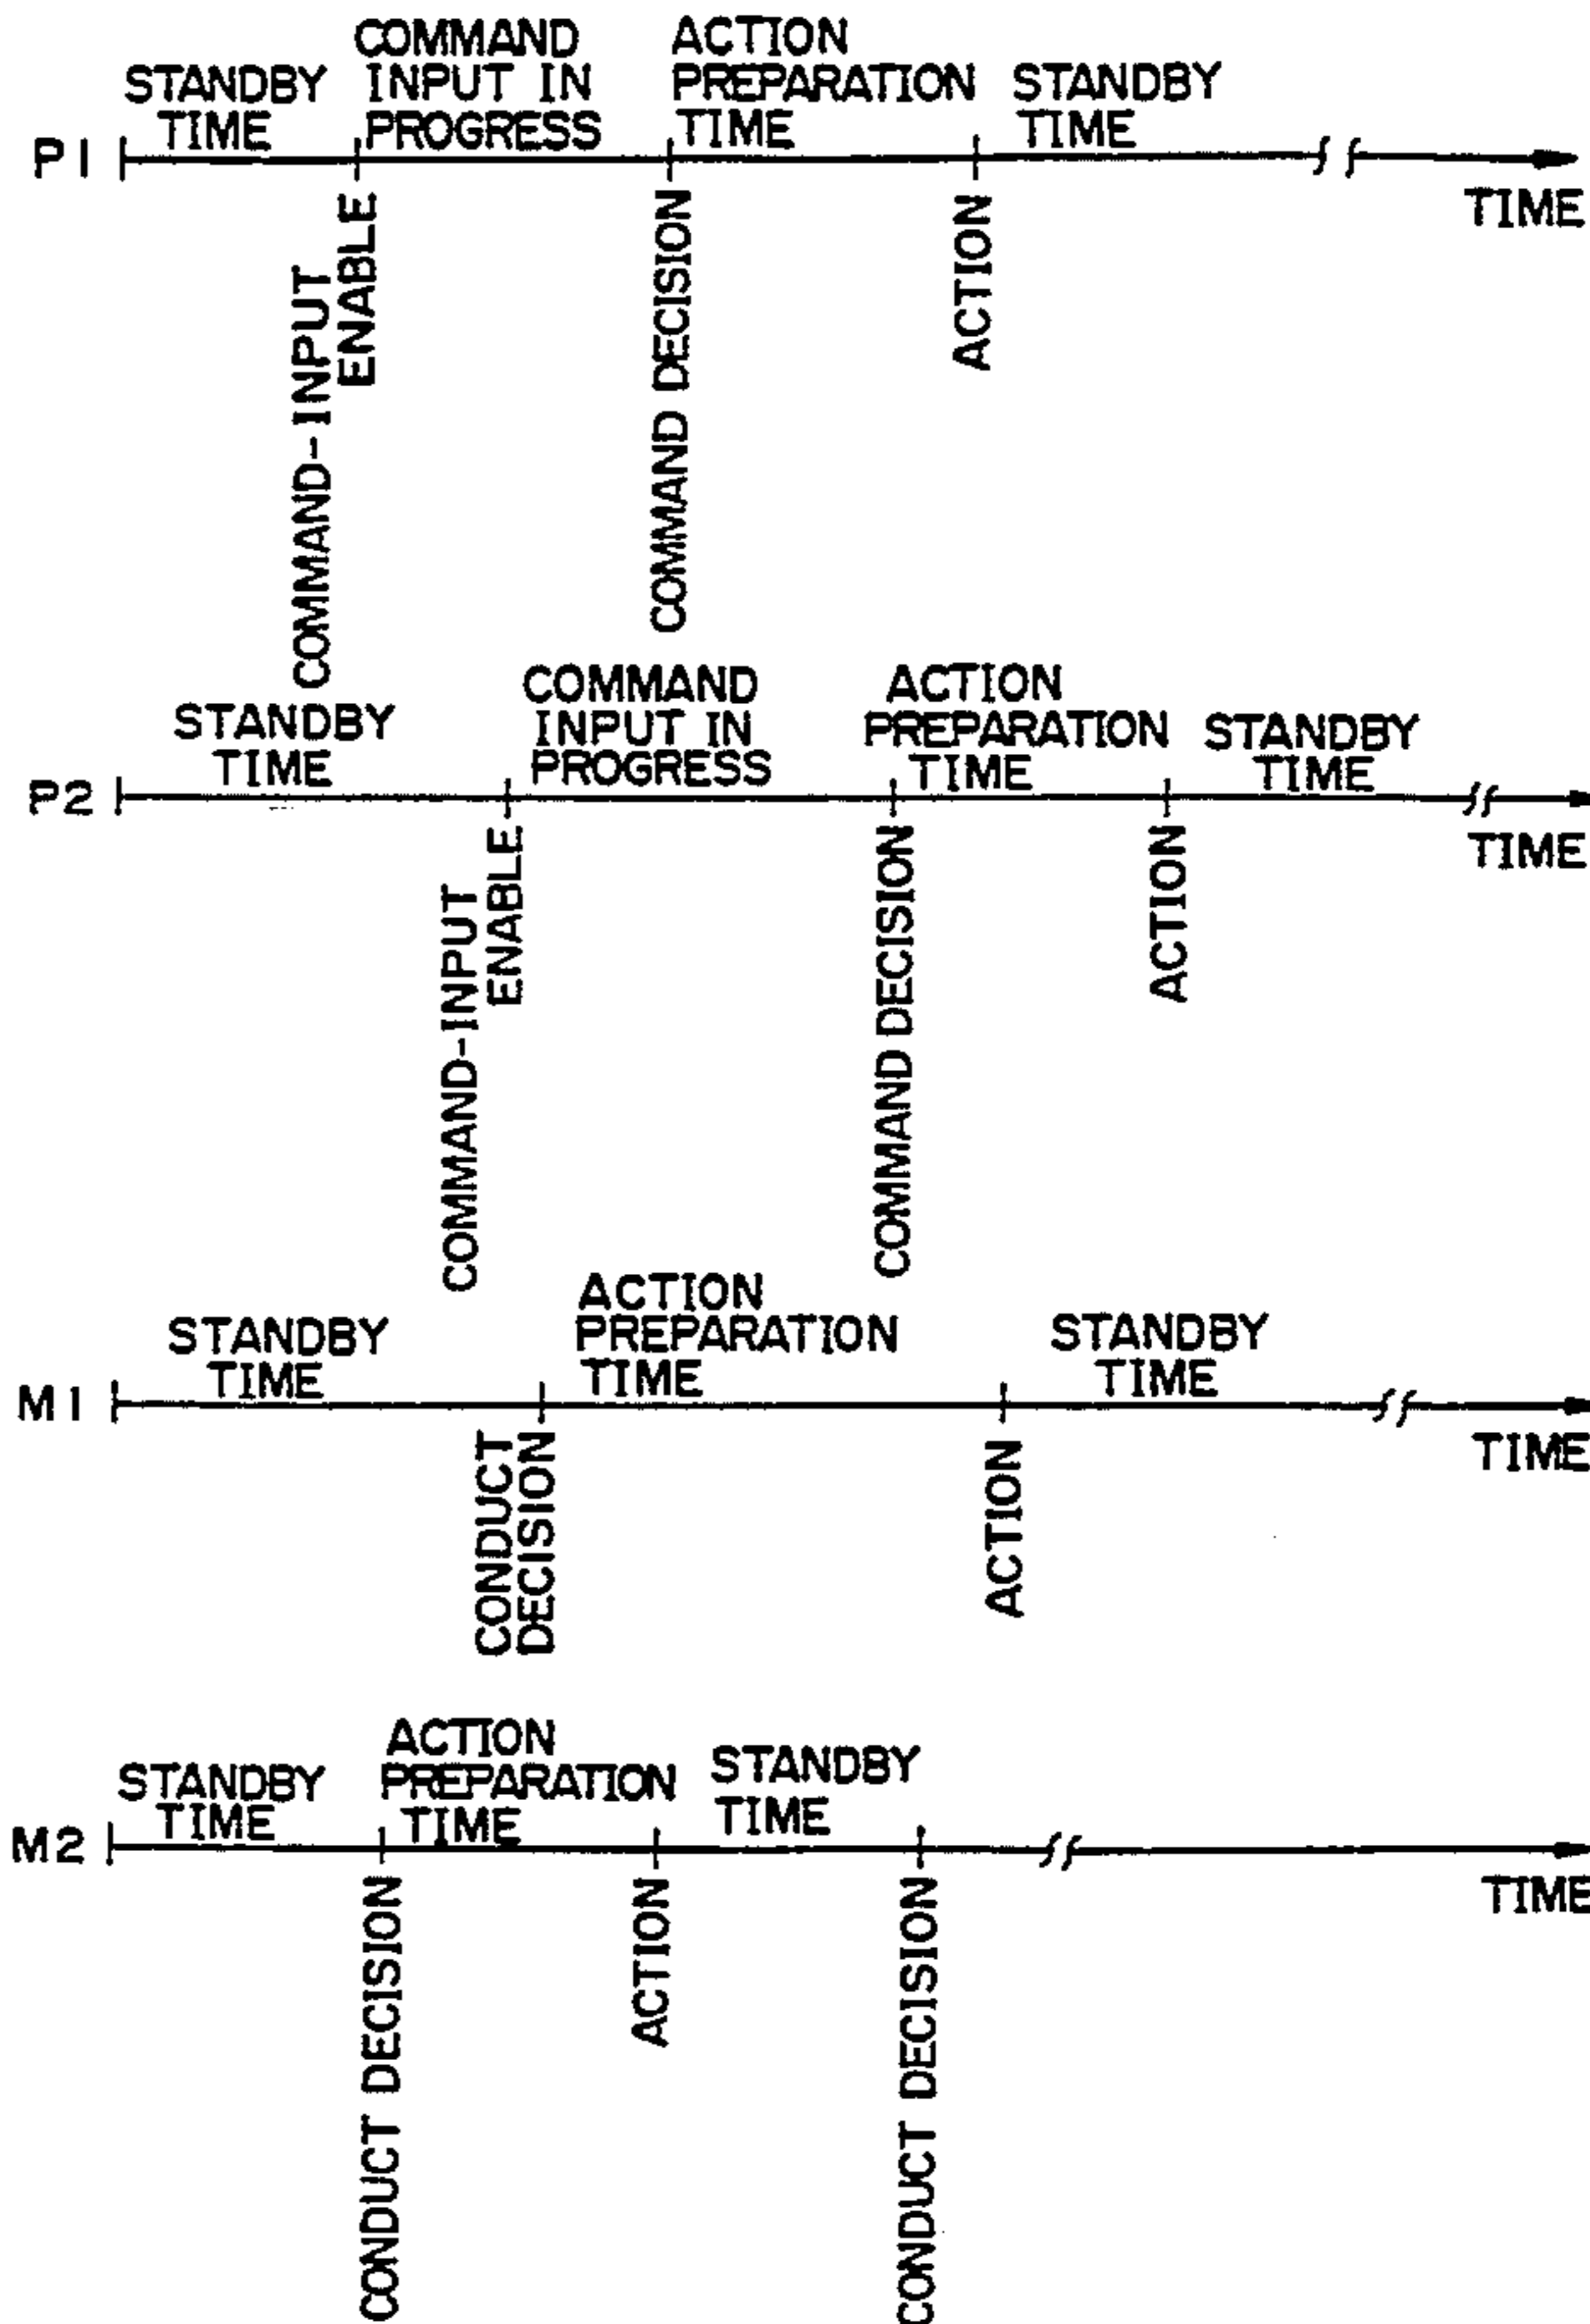 STANDBY
TIME
COMMAND
INPUT IN
PROGRESS
ACTION
PREPARATION
TIME
STANDBY
TIME
P1
TIME
COMMAND-INPUT
ENABLE
COMMAND DECISION
ACTION
STANDBY
TIME
COMMAND
INPUT IN
PROGRESS
ACTION
PREPARATION
TIME
STANDBY
TIME
P2
TIME
COMMAND-INPUT
ENABLE
COMMAND DECISION
ACTION
STANDBY
TIME
ACTION
PREPARATION
TIME
STANDBY
TIME
M1
TIME
CONDUCT
DECISION
ACTION
STANDBY
TIME
ACTION
PREPARATION
TIME
STANDBY
TIME
M2
TIME
CONDUCT DECISION
ACTION
CONDUCT DECISION